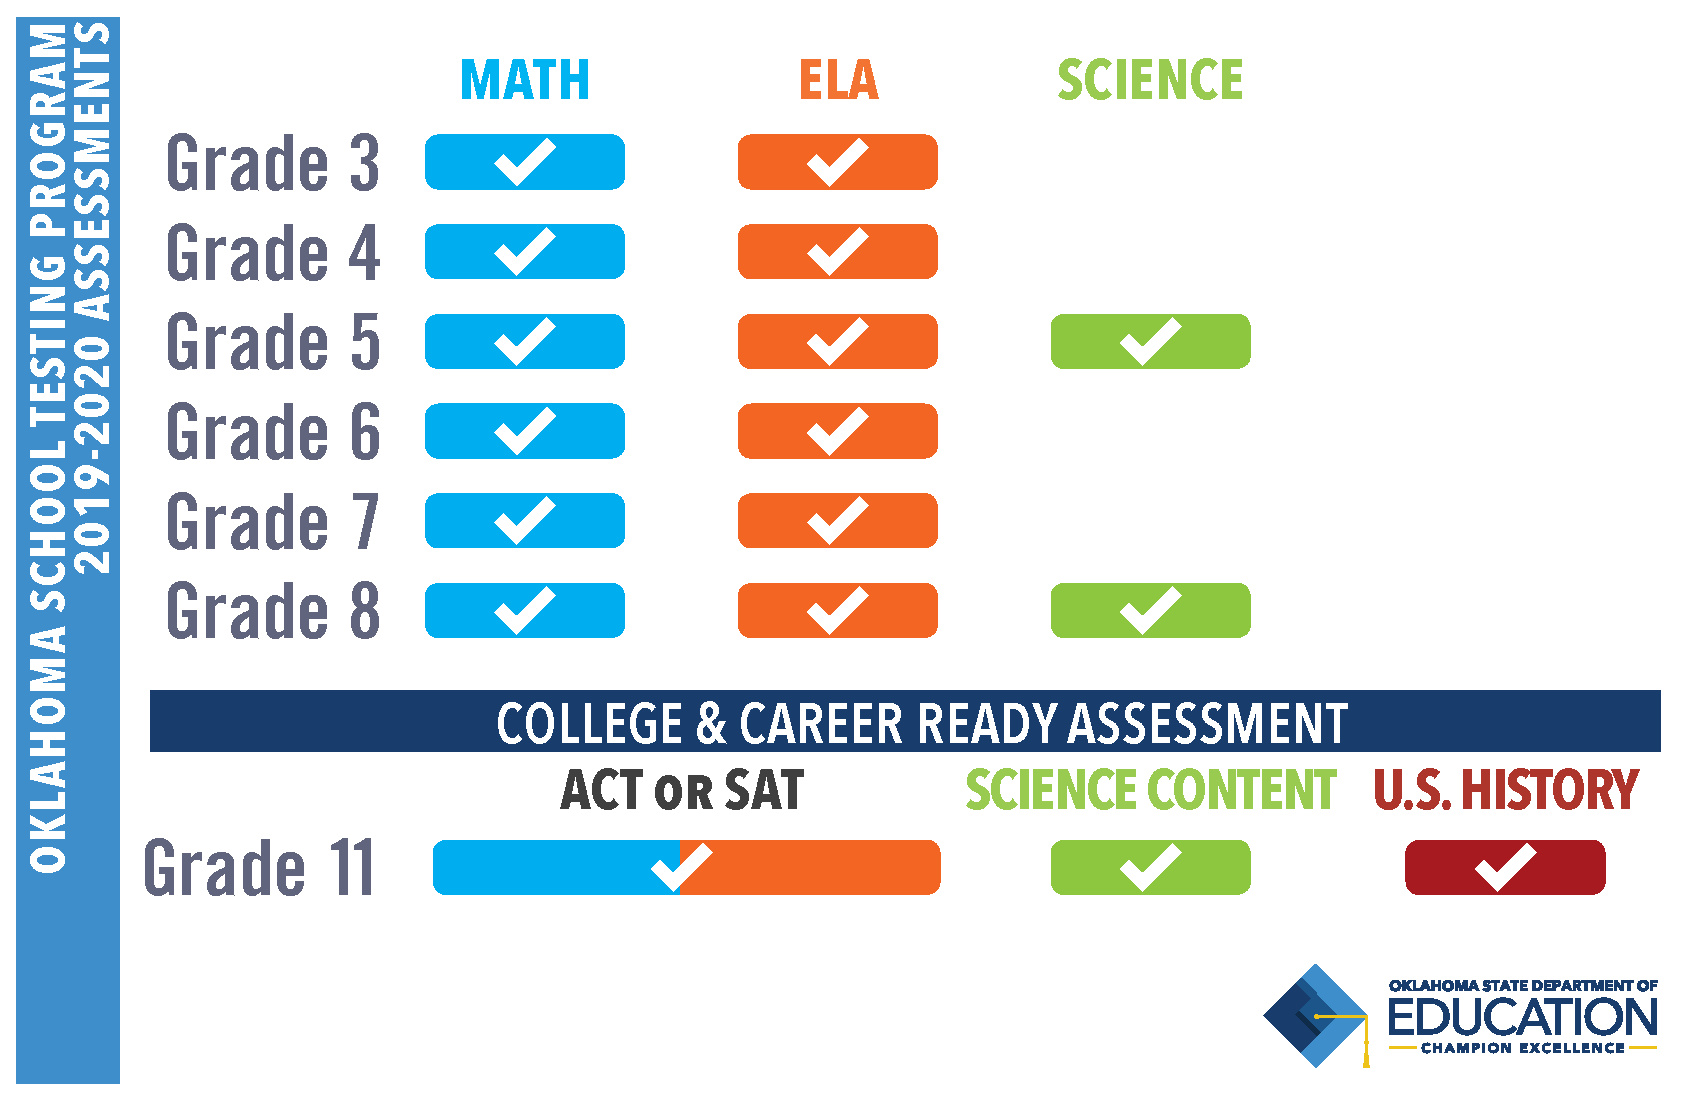 OKLAHOMA SCHOOL TESTING PROGRAM
2019-2020 ASSESSMENTS
MATH ELA SCIENCE
Grade 3
Grade 4
Grade 5
Grade 6
Grade 7
Grade 8
COLLEGE & CAREER READY ASSESSMENT
ACT OR SAT SCIENCE CONTENT U.S. HISTORY
Grade 11
OKLAHOMA STATE DEPARTMENT OF
EDUCATION
CHAMPION EXCELLENCE